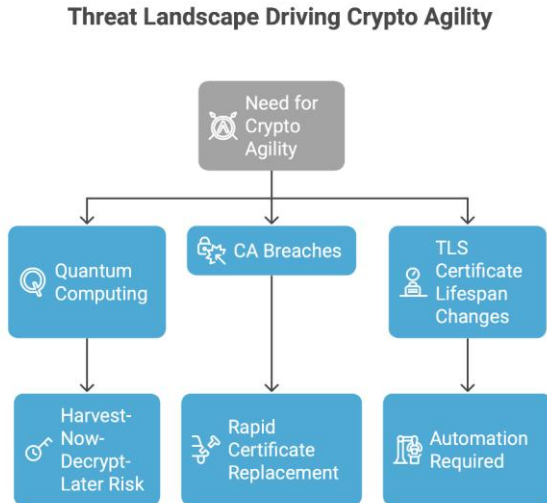 Threat Landscape Driving Crypto Agility
Need for
Crypto
Agility
Quantum
Computing
CA Breaches
TLS
Certificate
Lifespan
Changes
Harvest-
Now-
Decrypt-
Later Risk
Rapid
Certificate
Replacement
Automation
Required